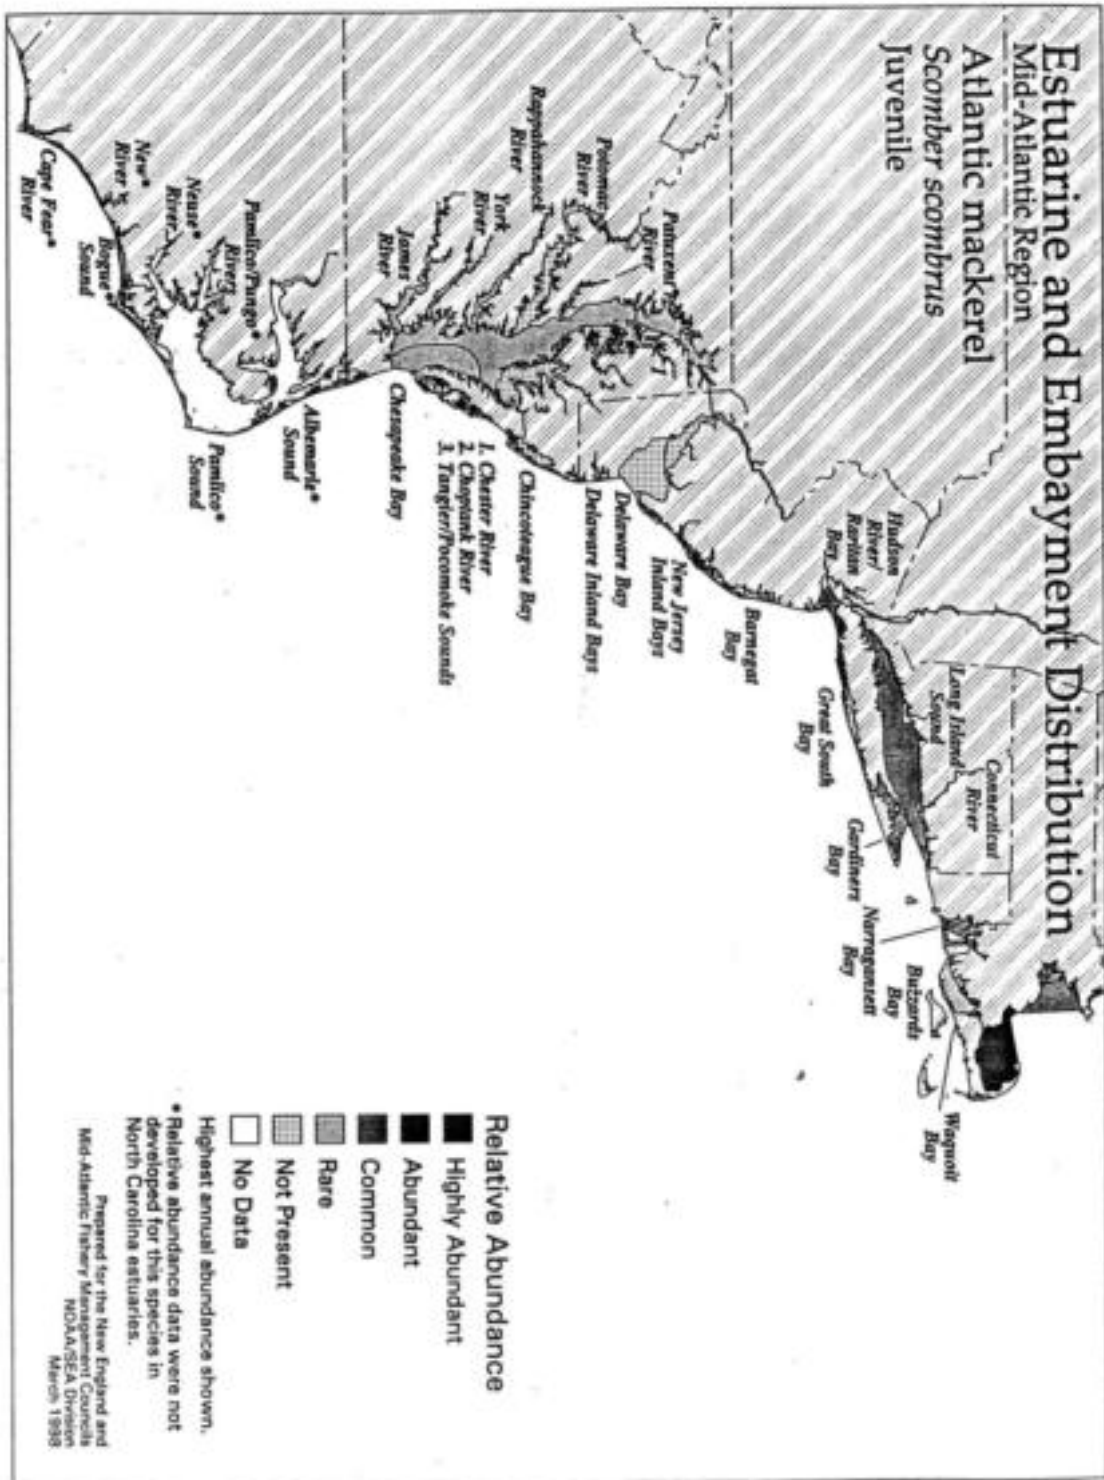 Estuarine and Embayment Distribution
Mid-Atlantic Region
Atlantic mackerel
Scomber scombrus
Juvenile
Hudson
River/
Raritan
Bay
Long Island
Sound
Connecticut
River
Great South
Bay
Gardiners
Bay
Narragansett
Bay
Buzzards
Bay
Waquoit
Bay
Barnegat
Bay
New Jersey
Inland Bays
Delaware Bay
Delaware Inland Bays
Chincoteague Bay
1. Chester River
2. Choptank River
3. Tangier/Pocomoke Sounds
Chesapeake Bay
Patuxent
River
Potomac
River
Rappahannock
River
York
River
James
River
1
2
3
Albemarle*
Sound
Pamlico*
Sound
Pamlico/Pungo*
Rivers
Neuse*
River
New*
River
Bogue*
Sound
Cape Fear*
River
Relative Abundance
Highly Abundant
Abundant
Common
Rare
Not Present
No Data
Highest annual abundance shown.
* Relative abundance data were not
developed for this species in
North Carolina estuaries.
Prepared for the New England and
Mid-Atlantic Fishery Management Councils
NOAA/SEA Division
March 1998